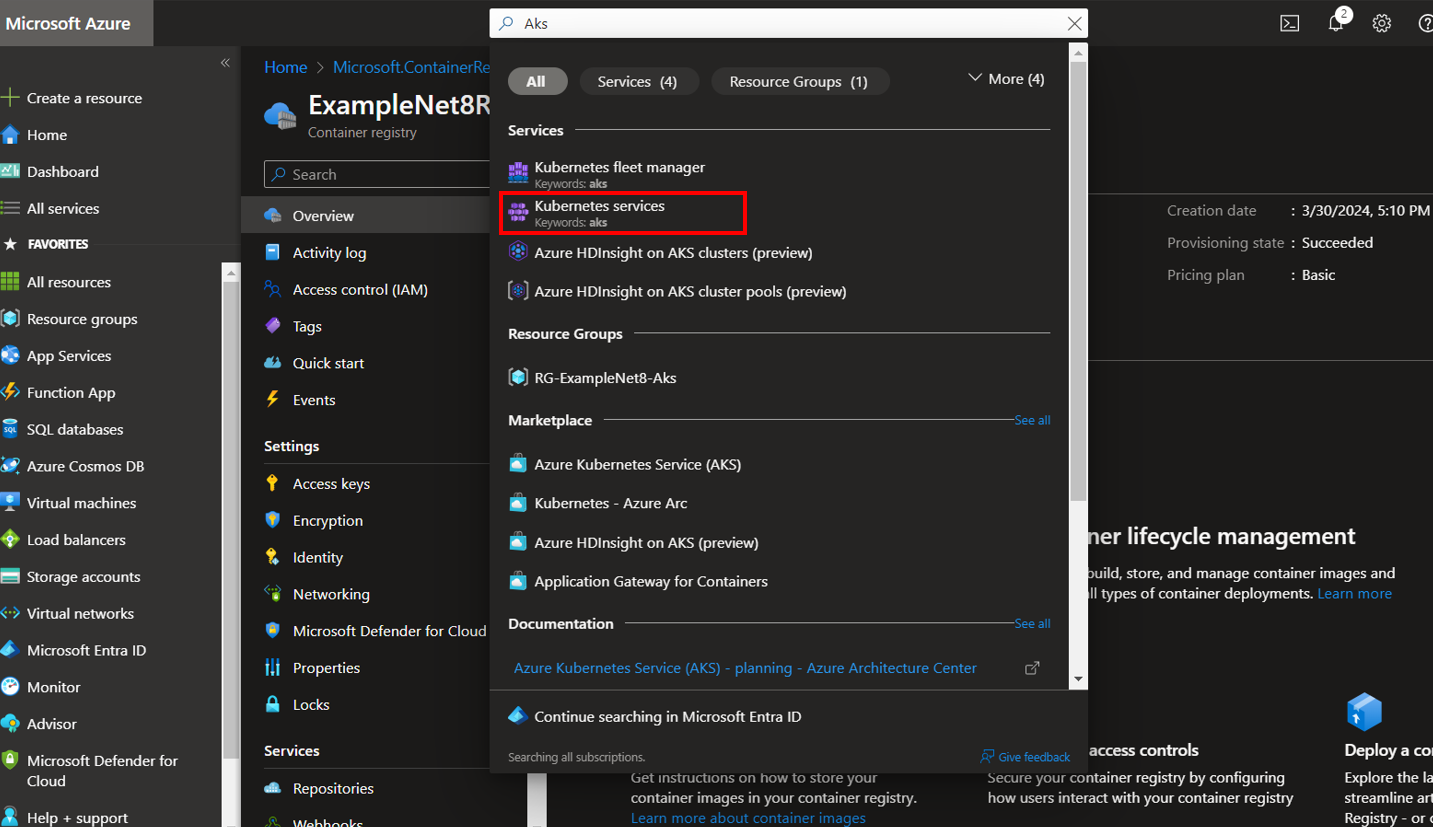 Microsoft Azure
Aks
2
Create a resource
Home
Dashboard
All services
FAVORITES
All resources
Resource groups
App Services
Function App
SQL databases
SQL
Azure Cosmos DB
Virtual machines
Load balancers
Storage accounts
Virtual networks
Microsoft Entra ID
Monitor
Advisor
Microsoft Defender for
Cloud
Help + support
Home > Microsoft.ContainerRe
ExampleNet8R
Container registry
Search
Overview
Activity log
Access control (IAM)
Tags
Quick start
Events
Settings
Access keys
Encryption
Identity
Networking
Microsoft Defender for Cloud
Properties
Locks
Services
Repositories
Webhooks
All
Services (4)
Resource Groups (1)
More (4)
Services
Kubernetes fleet manager
Keywords: aks
Kubernetes services
Keywords: aks
Azure HDInsight on AKS clusters (preview)
Azure HDInsight on AKS cluster pools (preview)
Resource Groups
RG-ExampleNet8-Aks
Marketplace
See all
Azure Kubernetes Service (AKS)
Kubernetes - Azure Arc
Azure HDInsight on AKS (preview)
Application Gateway for Containers
Documentation
See all
Azure Kubernetes Service (AKS) - planning - Azure Architecture Center
Continue searching in Microsoft Entra ID
Searching all subscriptions.
Give feedback
Creation date : 3/30/2024, 5:10 PM
Provisioning state : Succeeded
Pricing plan : Basic
ner lifecycle management
build, store, and manage container images and
ll types of container deployments. Learn more
Get instructions on how to store your
container images in your container registry.
Learn more about container images
access controls
Secure your container registry by configuring
how users interact with your container registry
Deploy a co
Explore the la
streamline art
Registry - or c